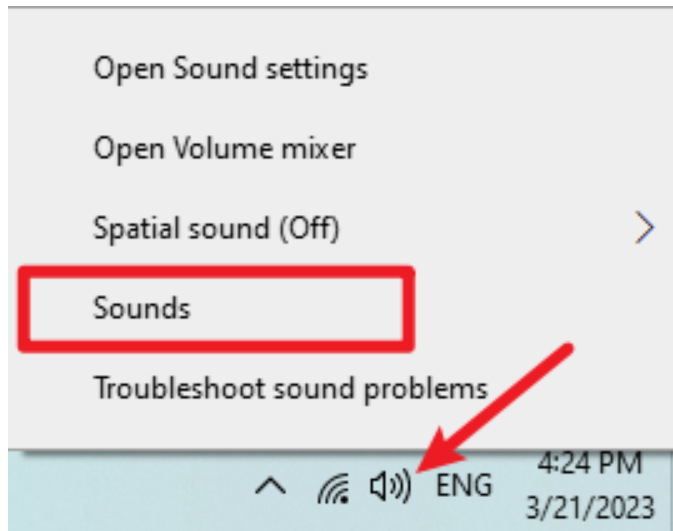 Open Sound settings
Open Volume mixer
Spatial sound (Off)
Sounds
Troubleshoot sound problems
ENG
4:24 PM
3/21/2023